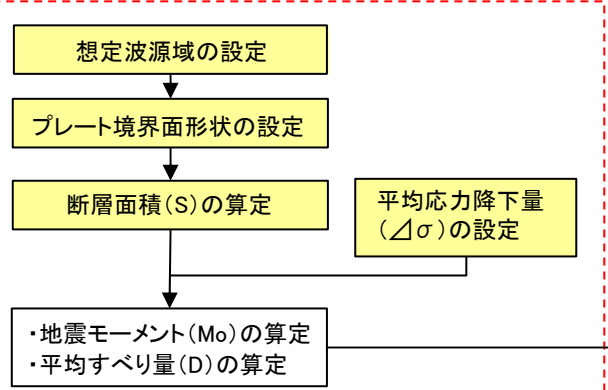 想定波源域の設定
プレート境界面形状の設定
断層面積(S)の算定
平均応力降下量
(⊿σ)の設定
・地震モーメント(Mo)の算定
・平均すべり量(D)の算定